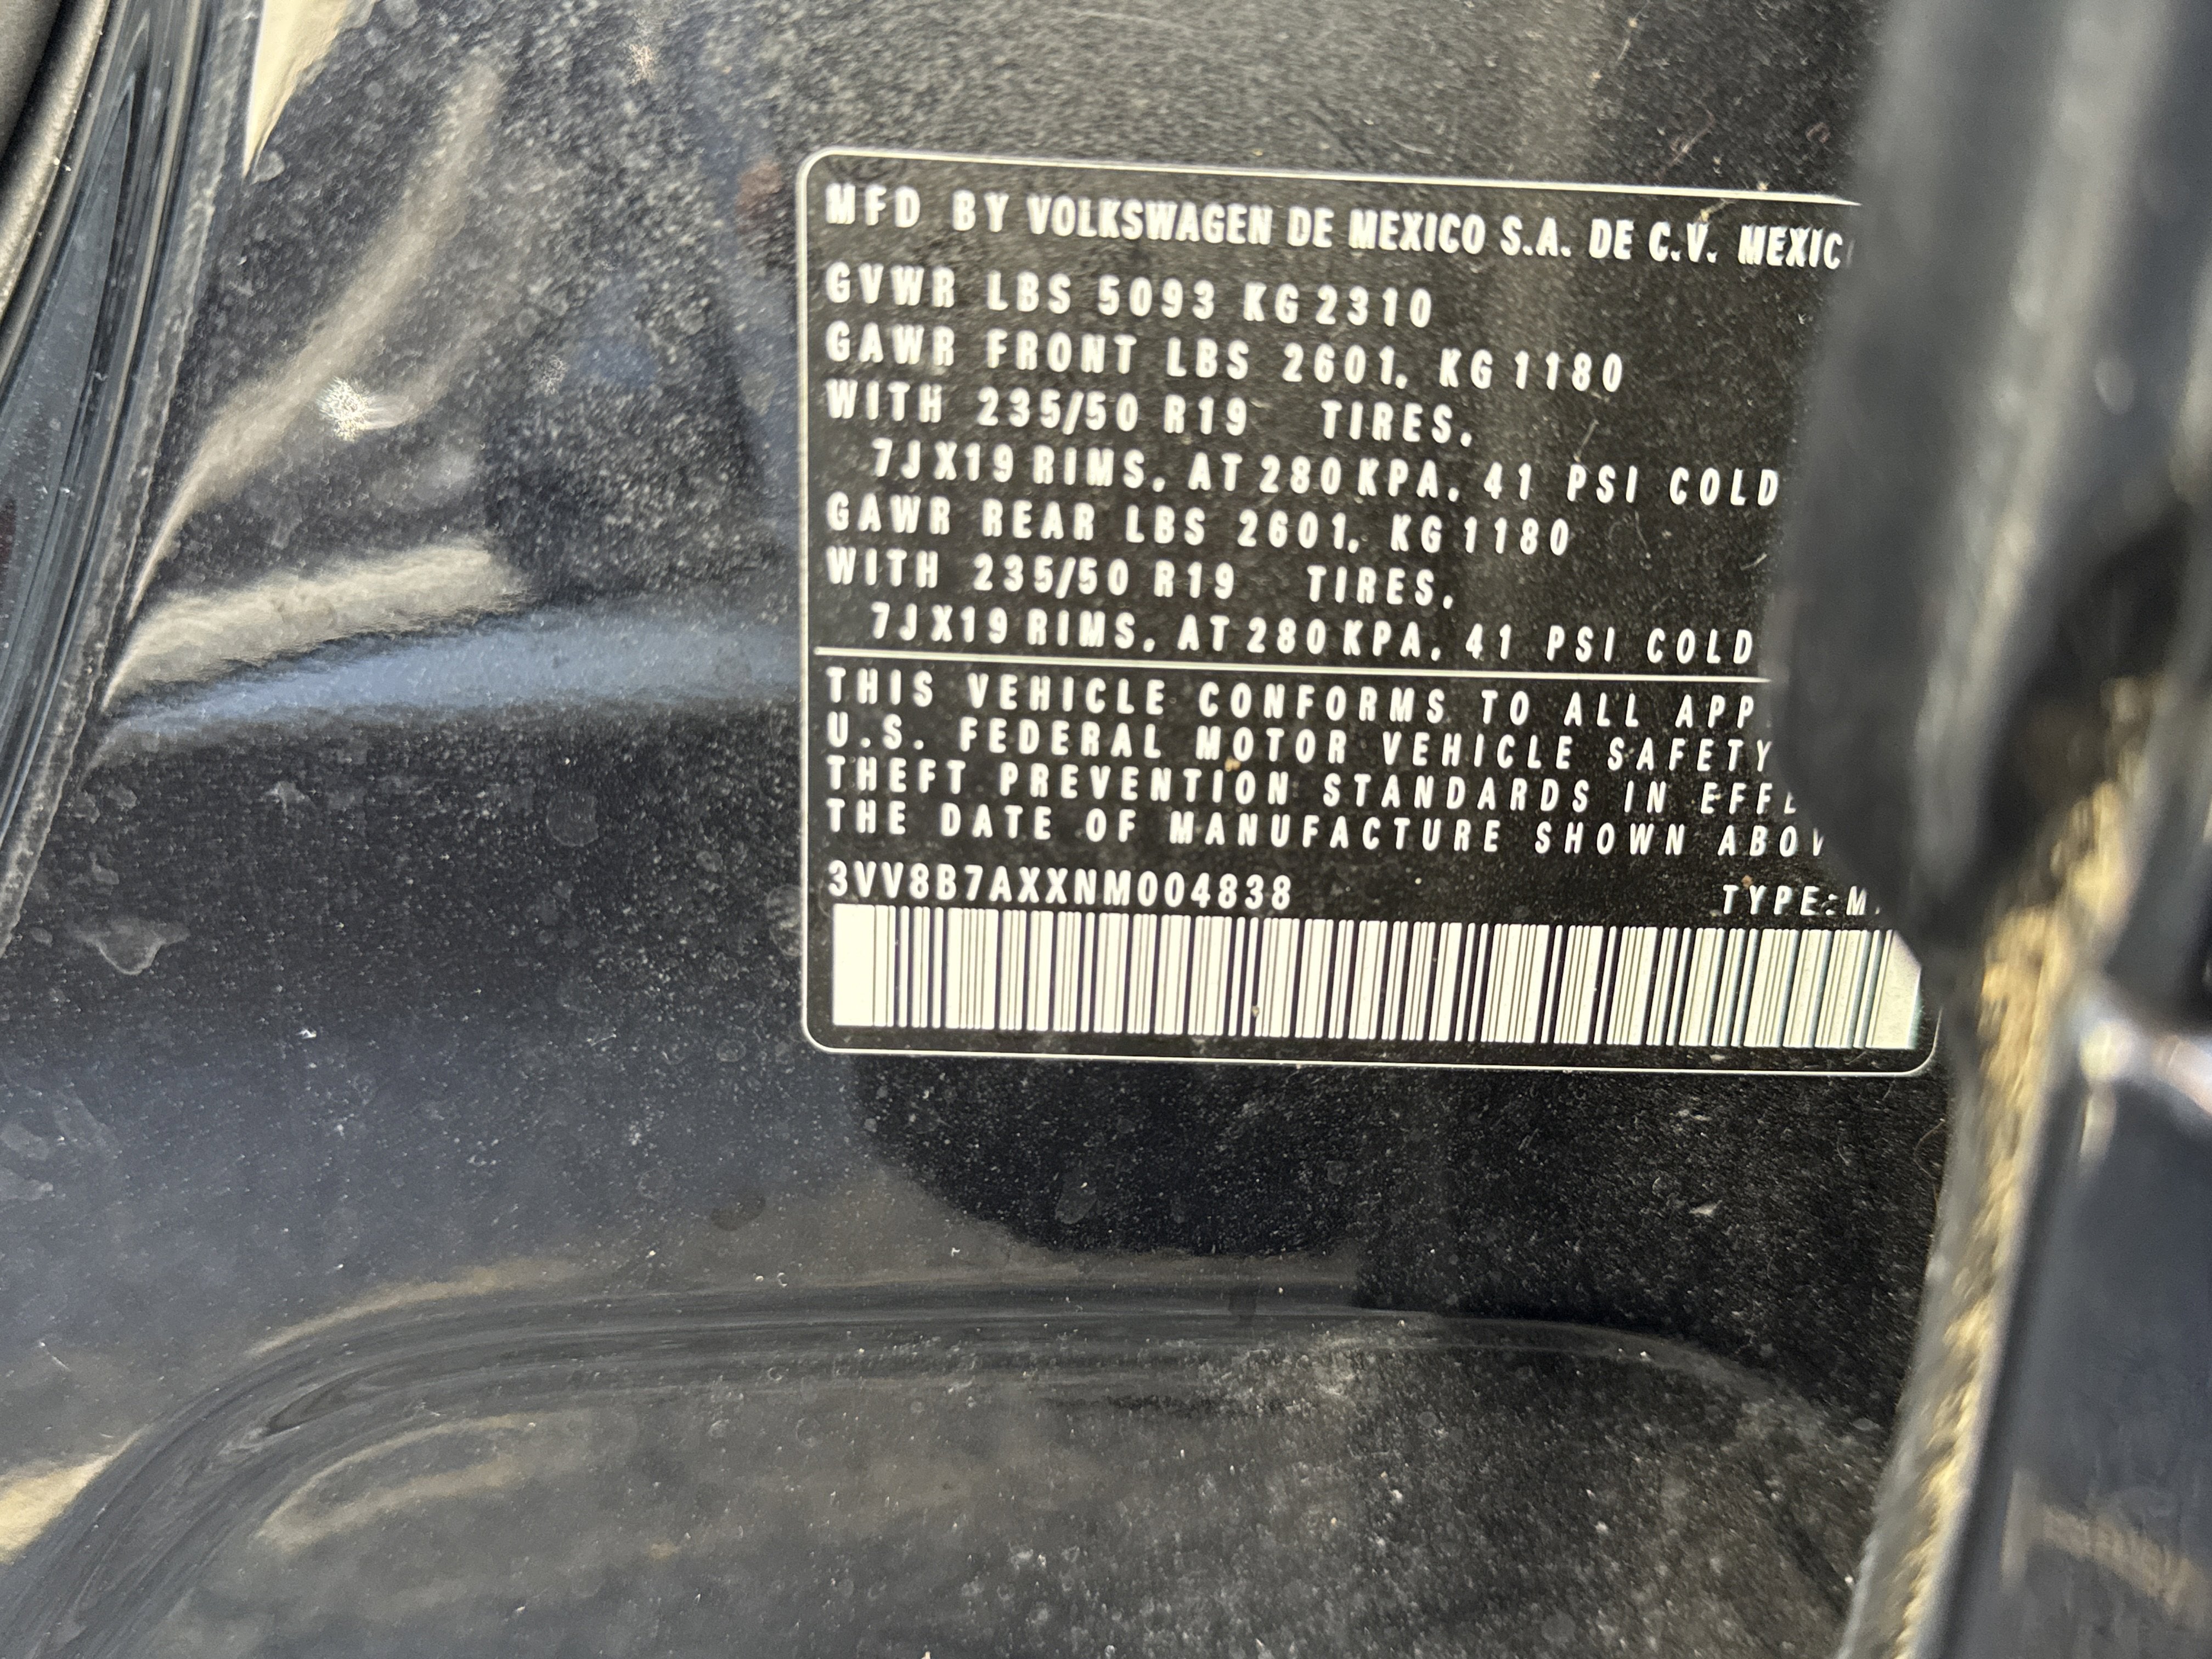 MFD BY VOLKSWAGEN DE MEXICO S.A. DE C.V. MEXIC
GVWR LBS 5093 KG 2310
GAWR FRONT LBS 2601, KG 1180
WITH 235/50 R19 TIRES,
7JX19 RIMS, AT 280 KPA, 41 PSI COLD
GAWR REAR LBS 2601, KG 1180
WITH 235/50 R19 TIRES,
7JX19 RIMS, AT 280 KPA, 41 PSI COLD
THIS VEHICLE CONFORMS TO ALL APP
U.S. FEDERAL MOTOR VEHICLE SAFETY
THEFT PREVENTION STANDARDS IN EFF
THE DATE OF MANUFACTURE SHOWN ABOV
3VV8B7AXXNM004838 TYPE:M